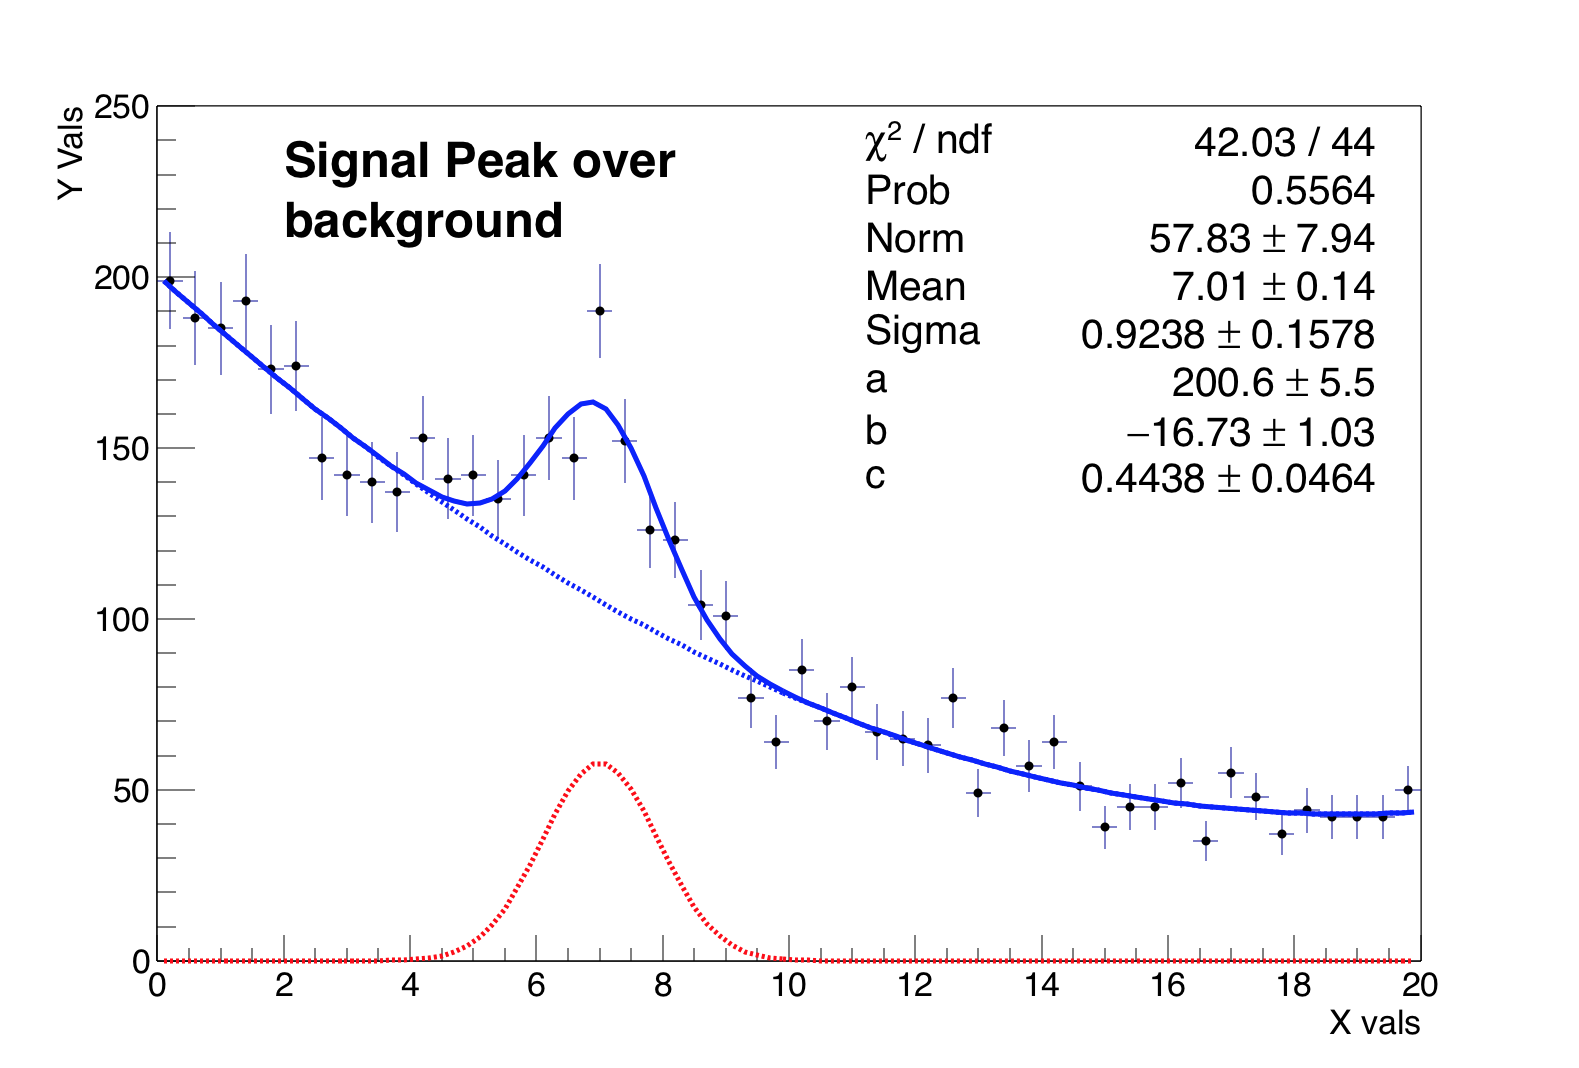 Signal Peak over
background
χ² / ndf 42.03 / 44
Prob 0.5564
Norm 57.83 ± 7.94
Mean 7.01 ± 0.14
Sigma 0.9238 ± 0.1578
a 200.6 ± 5.5
b −16.73 ± 1.03
c 0.4438 ± 0.0464
Y Vals
250
200
150
100
50
0
0 2 4 6 8 10 12 14 16 18 20
X vals